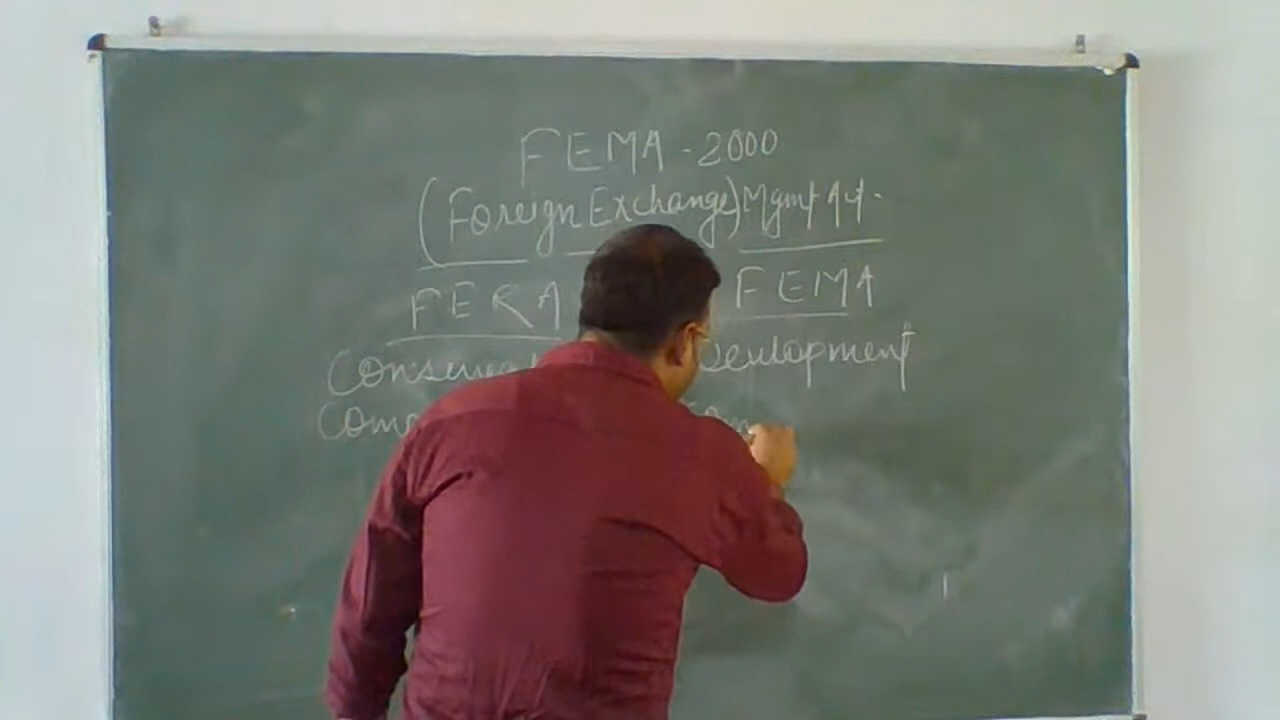 FEMA - 2000
(Foreign Exchange) Mgmt Act.
FERA FEMA
Development